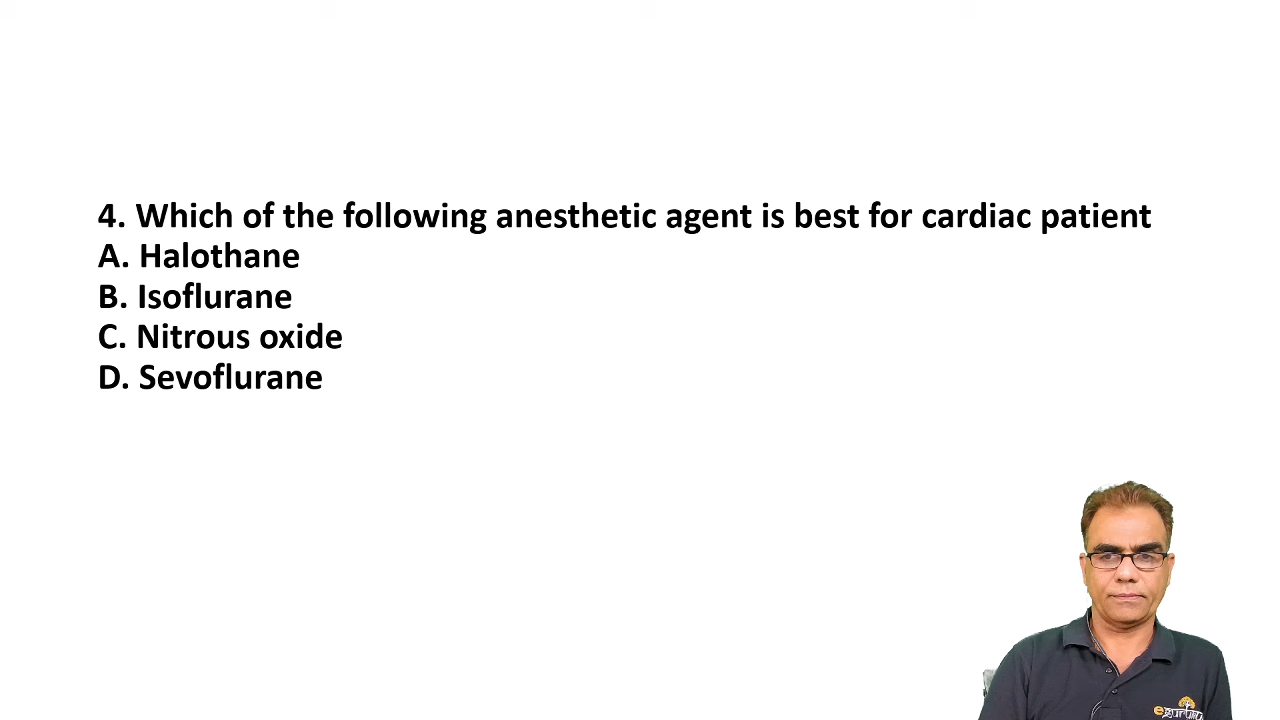 4. Which of the following anesthetic agent is best for cardiac patient
A. Halothane
B. Isoflurane
C. Nitrous oxide
D. Sevoflurane